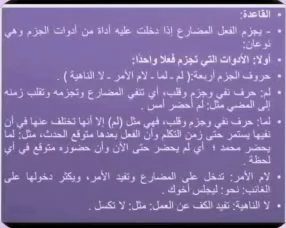 القاعدة:
- يجزم الفعل المضارع إذا دخلت عليه أداة من أدوات الجزم وهي
نوعان:
أولا: الأدوات التي تجزم فعلا واحدا:
حروف الجزم أربعة:( لم ـ لما ـ لام الأمر ـ لا الناهية ) .
لم: حرف نفي وجزم وقلب، أي تنفي المضارع وتجزمه وتقلب زمنه
إلى المضي مثل: لم أحضر أمس .
لما: حرف نفي وجزم وقلب، فهي مثل (لم) إلا أنها تختلف عنها في أن
نفيها يستمر حتى زمن التكلم وأن الفعل بعدها متوقع الحدث، مثل: لما
يحضر محمد ؛ أي لم يحضر حتى الآن وأن حضوره متوقع في أي
لحظة .
لام الأمر: تدخل على المضارع وتفيد الأمر، ويكثر دخولها على
الغائب: نحو: ليجلس أخوك .
لا الناهية: تفيد الكف عن العمل: مثل: لا تكسل .